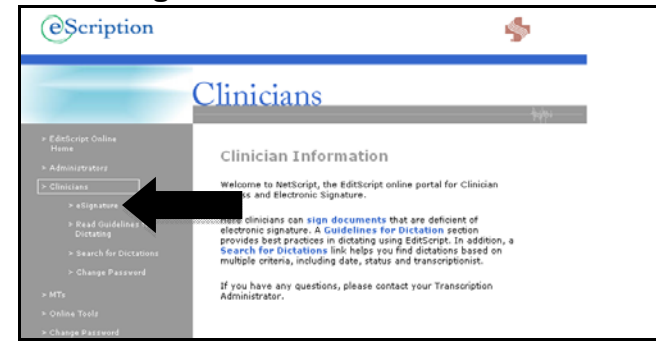 eScription
Clinicians
> EditScript Online
Home
> Administrators
> Clinicians
> eSignature
> Read Guidelines
Dictating
> Search for Dictations
> Change Password
> MTs
> Online Tools
> Change Password
Clinician Information
Welcome to NetScript, the EditScript online portal for Clinician
ss and Electronic Signature.
Here clinicians can sign documents that are deficient of
electronic signature. A Guidelines for Dictation section
provides best practices in dictating using EditScript. In addition, a
Search for Dictations link helps you find dictations based on
multiple criteria, including date, status and transcriptionist.
If you have any questions, please contact your Transcription
Administrator.